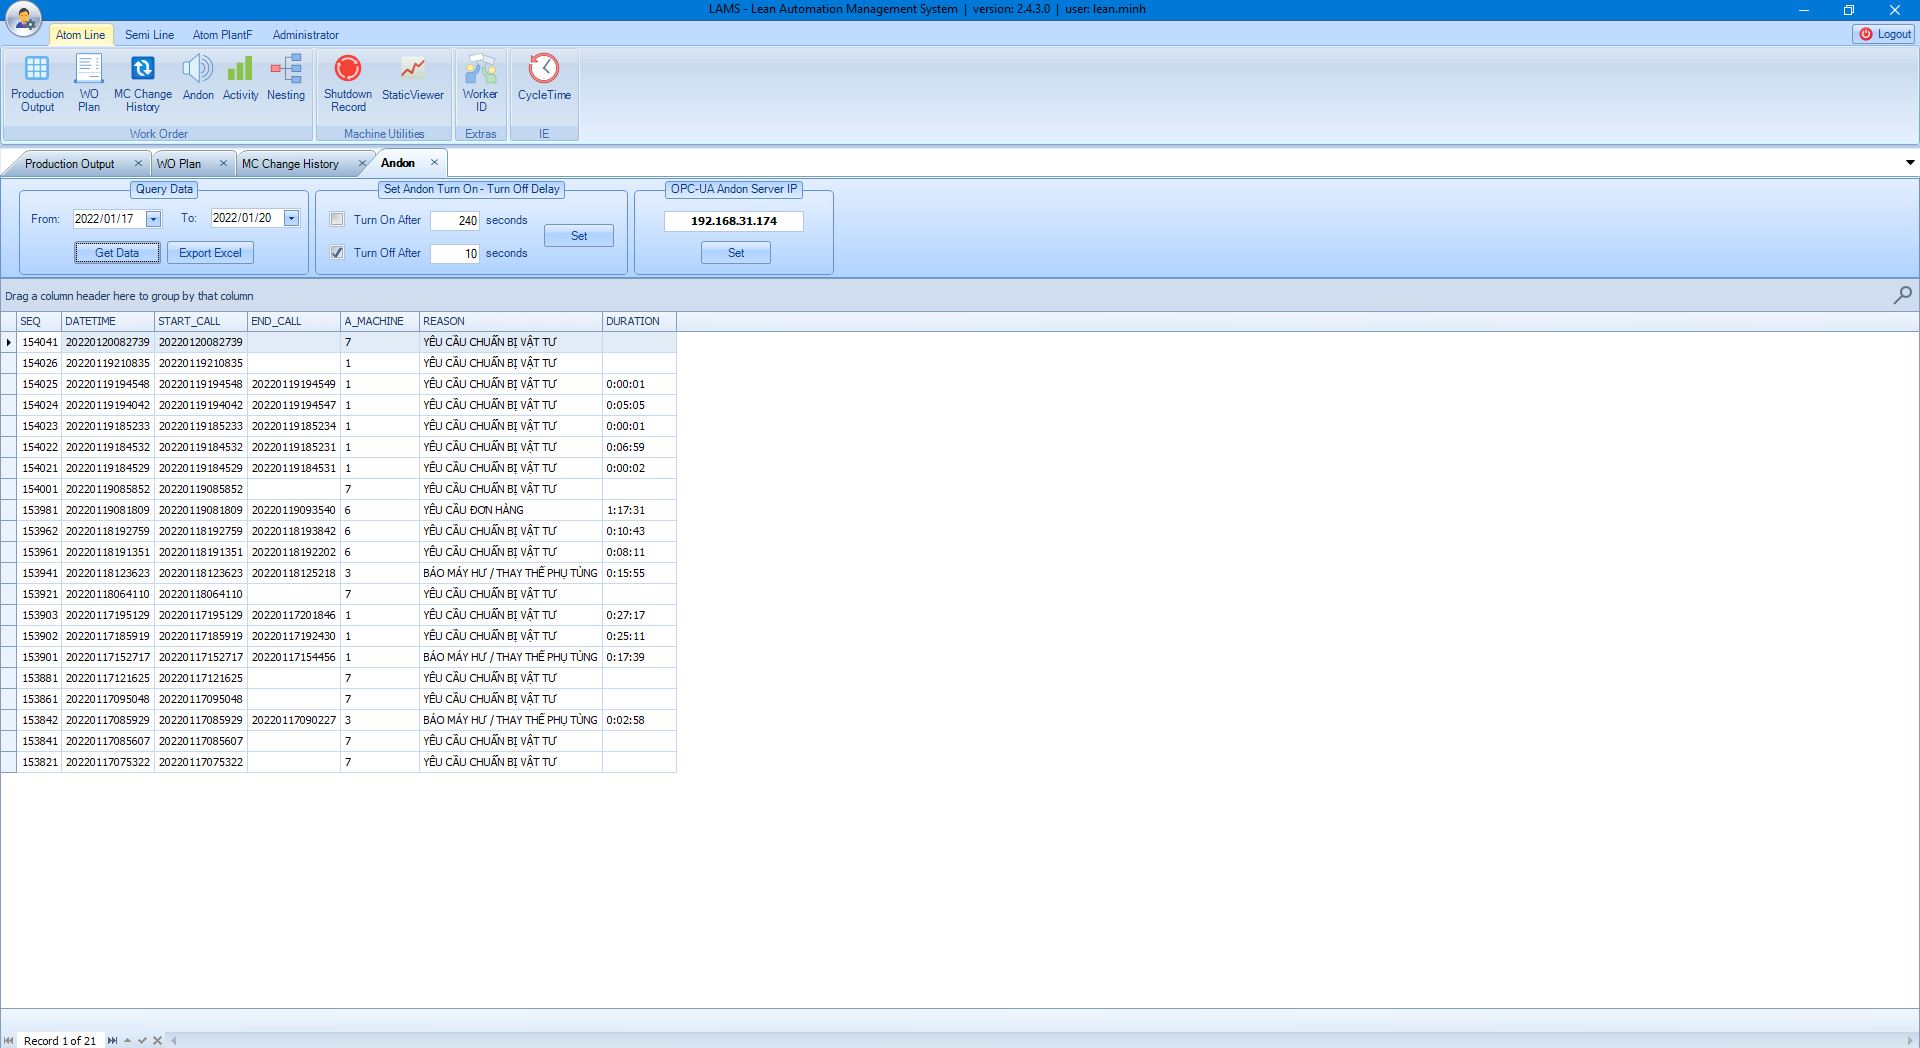 LAMS - Lean Automation Management System | version: 2.4.3.0 | user: lean.minh
Atom Line Semi Line Atom PlantF Administrator Logout
Production Output WO Plan MC Change History Andon Activity Nesting Shutdown Record StaticViewer Worker ID CycleTime
Work Order Machine Utilities Extras IE
Production Output WO Plan MC Change History Andon
Query Data Set Andon Turn On - Turn Off Delay OPC-UA Andon Server IP
From: 2022/01/17 To: 2022/01/20 Turn On After 240 seconds 192.168.31.174
Set
Get Data Export Excel Turn Off After 10 seconds Set
Drag a column header here to group by that column
SEQ DATETIME START_CALL END_CALL A_MACHINE REASON DURATION
154041 20220120082739 20220120082739 7 YÊU CẦU CHUẨN BỊ VẬT TƯ
154026 20220119210835 20220119210835 1 YÊU CẦU CHUẨN BỊ VẬT TƯ
154025 20220119194548 20220119194548 20220119194549 1 YÊU CẦU CHUẨN BỊ VẬT TƯ 0:00:01
154024 20220119194042 20220119194042 20220119194547 1 YÊU CẦU CHUẨN BỊ VẬT TƯ 0:05:05
154023 20220119185233 20220119185233 20220119185234 1 YÊU CẦU CHUẨN BỊ VẬT TƯ 0:00:01
154022 20220119184532 20220119184532 20220119185231 1 YÊU CẦU CHUẨN BỊ VẬT TƯ 0:06:59
154021 20220119184529 20220119184529 20220119184531 1 YÊU CẦU CHUẨN BỊ VẬT TƯ 0:00:02
154001 20220119085852 20220119085852 7 YÊU CẦU CHUẨN BỊ VẬT TƯ
153981 20220119081809 20220119081809 20220119093540 6 YÊU CẦU ĐƠN HÀNG 1:17:31
153962 20220118192759 20220118192759 20220118193842 6 YÊU CẦU CHUẨN BỊ VẬT TƯ 0:10:43
153961 20220118191351 20220118191351 20220118192202 6 YÊU CẦU CHUẨN BỊ VẬT TƯ 0:08:11
153941 20220118123623 20220118123623 20220118125218 3 BÁO MÁY HƯ / THAY THẾ PHỤ TÙNG 0:15:55
153921 20220118064110 20220118064110 7 YÊU CẦU CHUẨN BỊ VẬT TƯ
153903 20220117195129 20220117195129 20220117201846 1 YÊU CẦU CHUẨN BỊ VẬT TƯ 0:27:17
153902 20220117185919 20220117185919 20220117192430 1 YÊU CẦU CHUẨN BỊ VẬT TƯ 0:25:11
153901 20220117152717 20220117152717 20220117154456 1 BÁO MÁY HƯ / THAY THẾ PHỤ TÙNG 0:17:39
153881 20220117121625 20220117121625 7 YÊU CẦU CHUẨN BỊ VẬT TƯ
153861 20220117095048 20220117095048 7 YÊU CẦU CHUẨN BỊ VẬT TƯ
153842 20220117085929 20220117085929 20220117090227 3 BÁO MÁY HƯ / THAY THẾ PHỤ TÙNG 0:02:58
153841 20220117085607 20220117085607 7 YÊU CẦU CHUẨN BỊ VẬT TƯ
153821 20220117075322 20220117075322 7 YÊU CẦU CHUẨN BỊ VẬT TƯ
Record 1 of 21